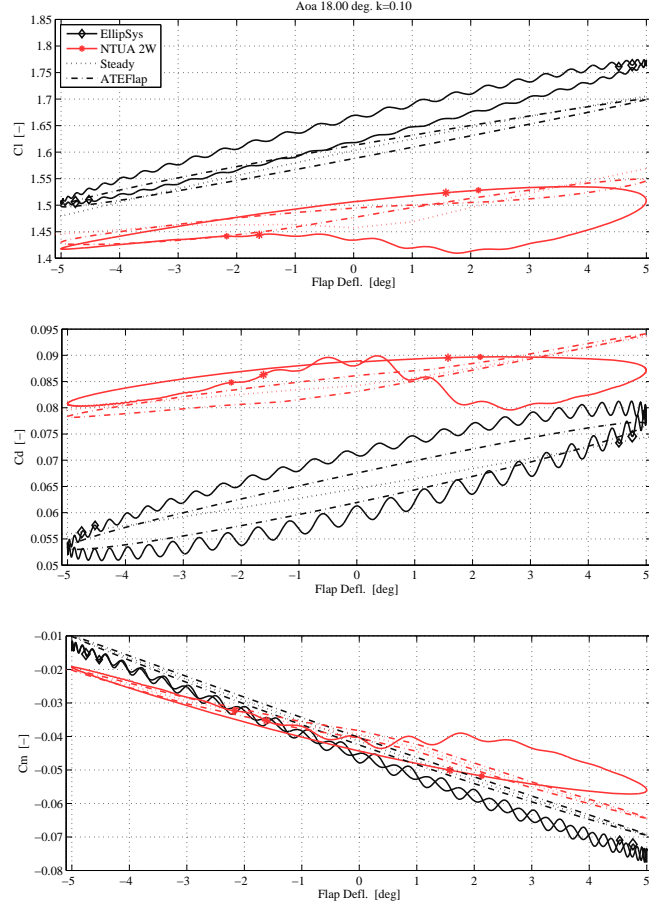 Aoa 18.00 deg. k=0.10
1.85
1.8
1.75
1.7
1.65
1.6
1.55
1.5
1.45
1.4
Cl [−]
EllipSys
NTUA 2W
Steady
ATEFlap
−5 −4 −3 −2 −1 0 1 2 3 4 5
Flap Defl. [deg]
0.095
0.09
0.085
0.08
0.075
0.07
0.065
0.06
0.055
0.05
Cd [−]
−5 −4 −3 −2 −1 0 1 2 3 4 5
Flap Defl. [deg]
−0.01
−0.02
−0.03
−0.04
−0.05
−0.06
−0.07
−0.08
Cm [−]
−5 −4 −3 −2 −1 0 1 2 3 4 5
Flap Defl. [deg]